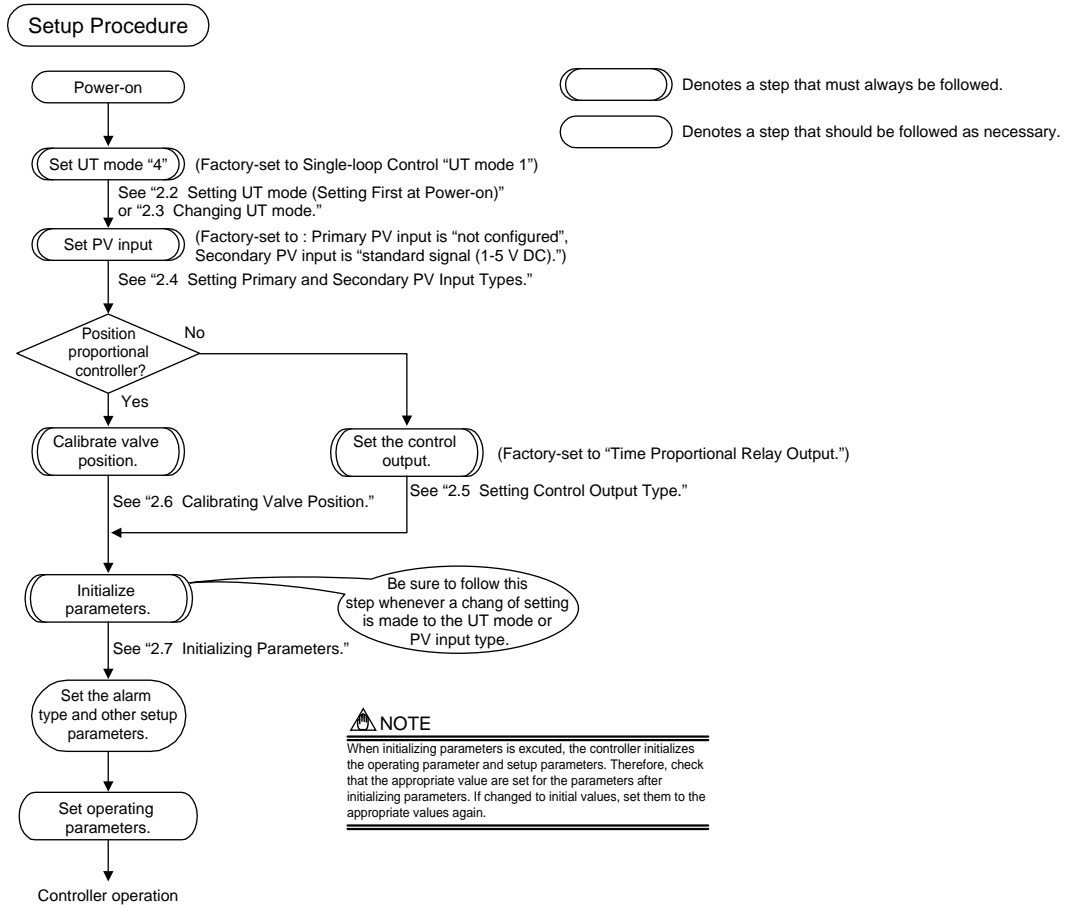 Setup Procedure
Power-on
Denotes a step that must always be followed.
Denotes a step that should be followed as necessary.
Set UT mode “4”
(Factory-set to Single-loop Control “UT mode 1”)
See “2.2 Setting UT mode (Setting First at Power-on)”
or “2.3 Changing UT mode.”
Set PV input
(Factory-set to : Primary PV input is “not configured”,
Secondary PV input is “standard signal (1-5 V DC).”)
See “2.4 Setting Primary and Secondary PV Input Types.”
Position
proportional
controller?
No
Yes
Calibrate valve
position.
Set the control
output.
(Factory-set to “Time Proportional Relay Output.”)
See “2.6 Calibrating Valve Position.”
See “2.5 Setting Control Output Type.”
Initialize
parameters.
Be sure to follow this
step whenever a chang of setting
is made to the UT mode or
PV input type.
See “2.7 Initializing Parameters.”
Set the alarm
type and other setup
parameters.
NOTE
When initializing parameters is excuted, the controller initializes
the operating parameter and setup parameters. Therefore, check
that the appropriate value are set for the parameters after
initializing parameters. If changed to initial values, set them to the
appropriate values again.
Set operating
parameters.
Controller operation